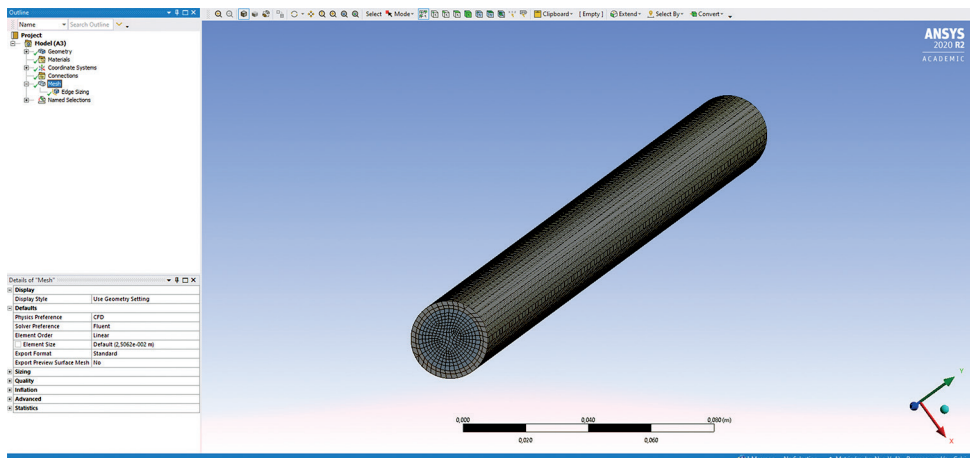 Outline
Name Search Outline
Project
Model (A3)
Geometry
Materials
Coordinate Systems
Connections
Mesh
Edge Sizing
Named Selections
Select Mode Clipboard [ Empty ] Extend Select By Convert
ANSYS
2020 R2
ACADEMIC
Details of "Mesh"
Display
Display Style Use Geometry Setting
Defaults
Physics Preference CFD
Solver Preference Fluent
Element Order Linear
Element Size Default (2,5062e-002 m)
Export Format Standard
Export Preview Surface Mesh No
Sizing
Quality
Inflation
Advanced
Statistics
0,000 0,040 0,080 (m)
0,020 0,060
Y
X